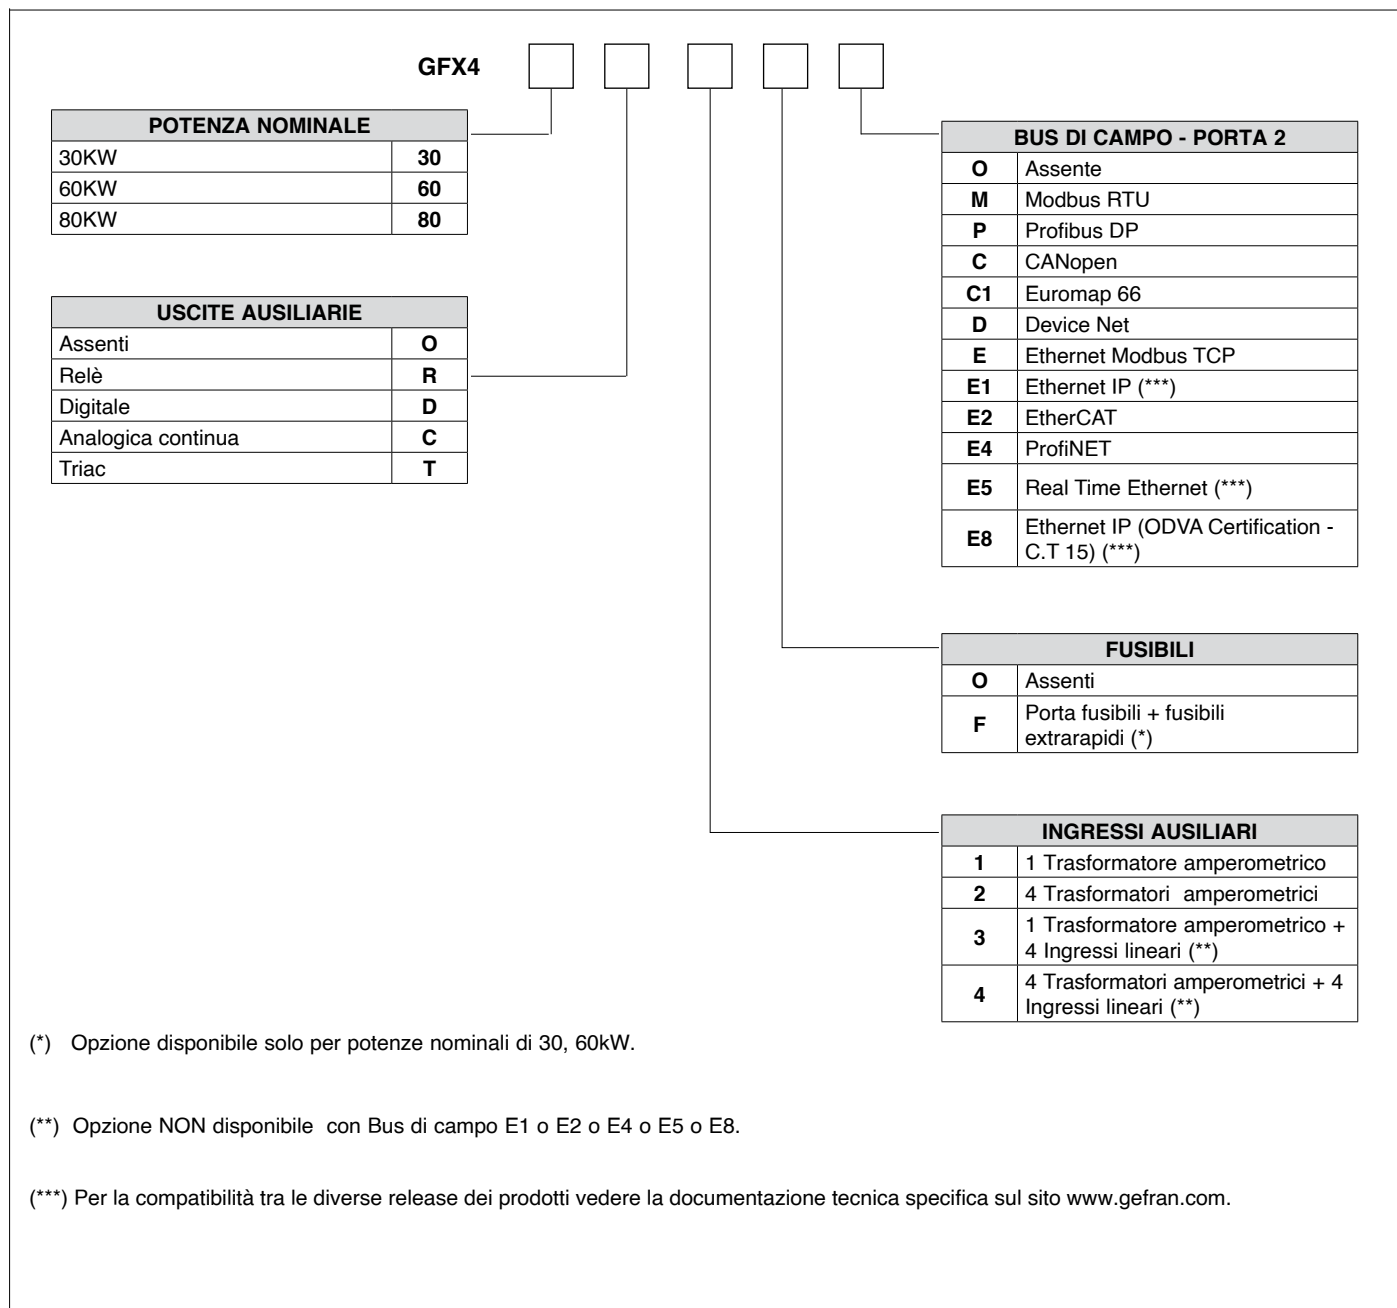 GFX4
POTENZA NOMINALE
30KW 30
60KW 60
80KW 80
USCITE AUSILIARIE
Assenti O
Relè R
Digitale D
Analogica continua C
Triac T
BUS DI CAMPO - PORTA 2
O Assente
M Modbus RTU
P Profibus DP
C CANopen
C1 Euromap 66
D Device Net
E Ethernet Modbus TCP
E1 Ethernet IP (***)
E2 EtherCAT
E4 ProfiNET
E5 Real Time Ethernet (***)
E8 Ethernet IP (ODVA Certification -
C.T 15) (***)
FUSIBILI
O Assenti
F Porta fusibili + fusibili
extrarapidi (*)
INGRESSI AUSILIARI
1 1 Trasformatore amperometrico
2 4 Trasformatori amperometrici
3 1 Trasformatore amperometrico +
4 Ingressi lineari (**)
4 4 Trasformatori amperometrici + 4
Ingressi lineari (**)
(*) Opzione disponibile solo per potenze nominali di 30, 60kW.
(**) Opzione NON disponibile con Bus di campo E1 o E2 o E4 o E5 o E8.
(***) Per la compatibilità tra le diverse release dei prodotti vedere la documentazione tecnica specifica sul sito www.gefran.com.